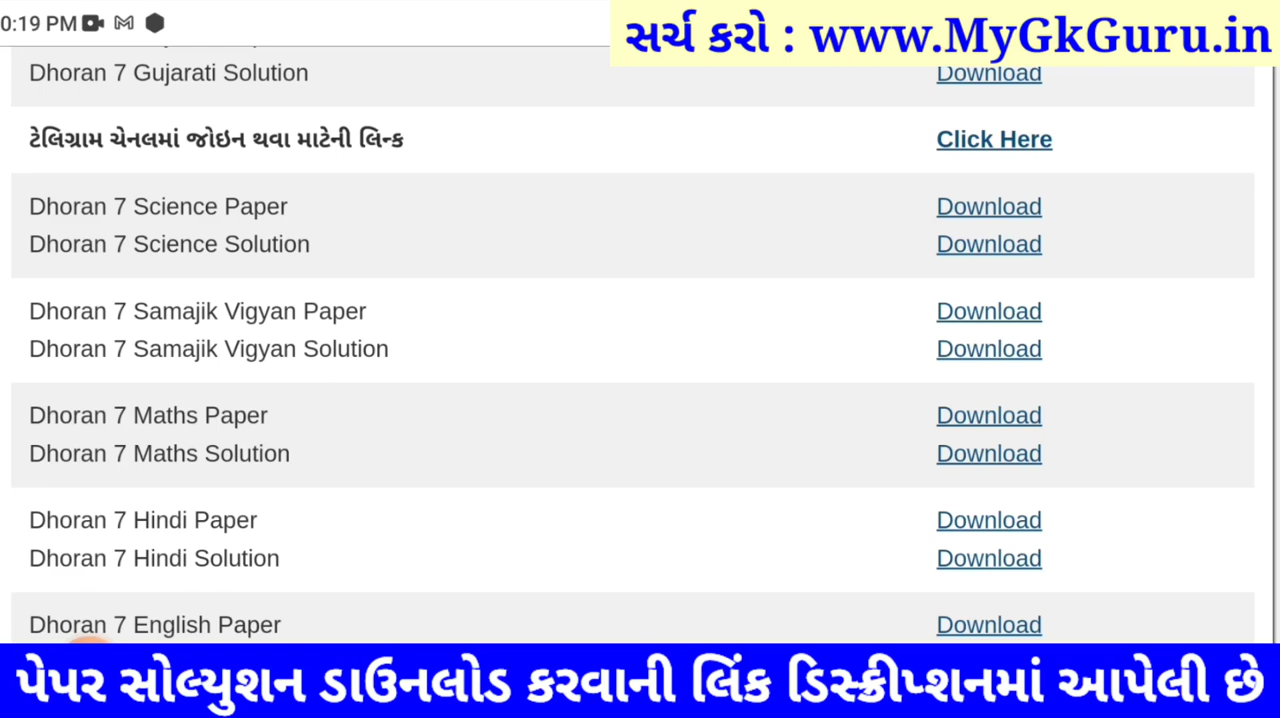 0:19 PM
સર્ચ કરો : www.MyGkGuru.in
Dhoran 7 Gujarati Solution Download
ટેલિગ્રામ ચેનલમાં જોઇન થવા માટેની લિન્ક Click Here
Dhoran 7 Science Paper Download
Dhoran 7 Science Solution Download
Dhoran 7 Samajik Vigyan Paper Download
Dhoran 7 Samajik Vigyan Solution Download
Dhoran 7 Maths Paper Download
Dhoran 7 Maths Solution Download
Dhoran 7 Hindi Paper Download
Dhoran 7 Hindi Solution Download
Dhoran 7 English Paper Download
પેપર સોલ્યુશન ડાઉનલોડ કરવાની લિંક ડિસ્ક્રીપ્શનમાં આપેલી છે